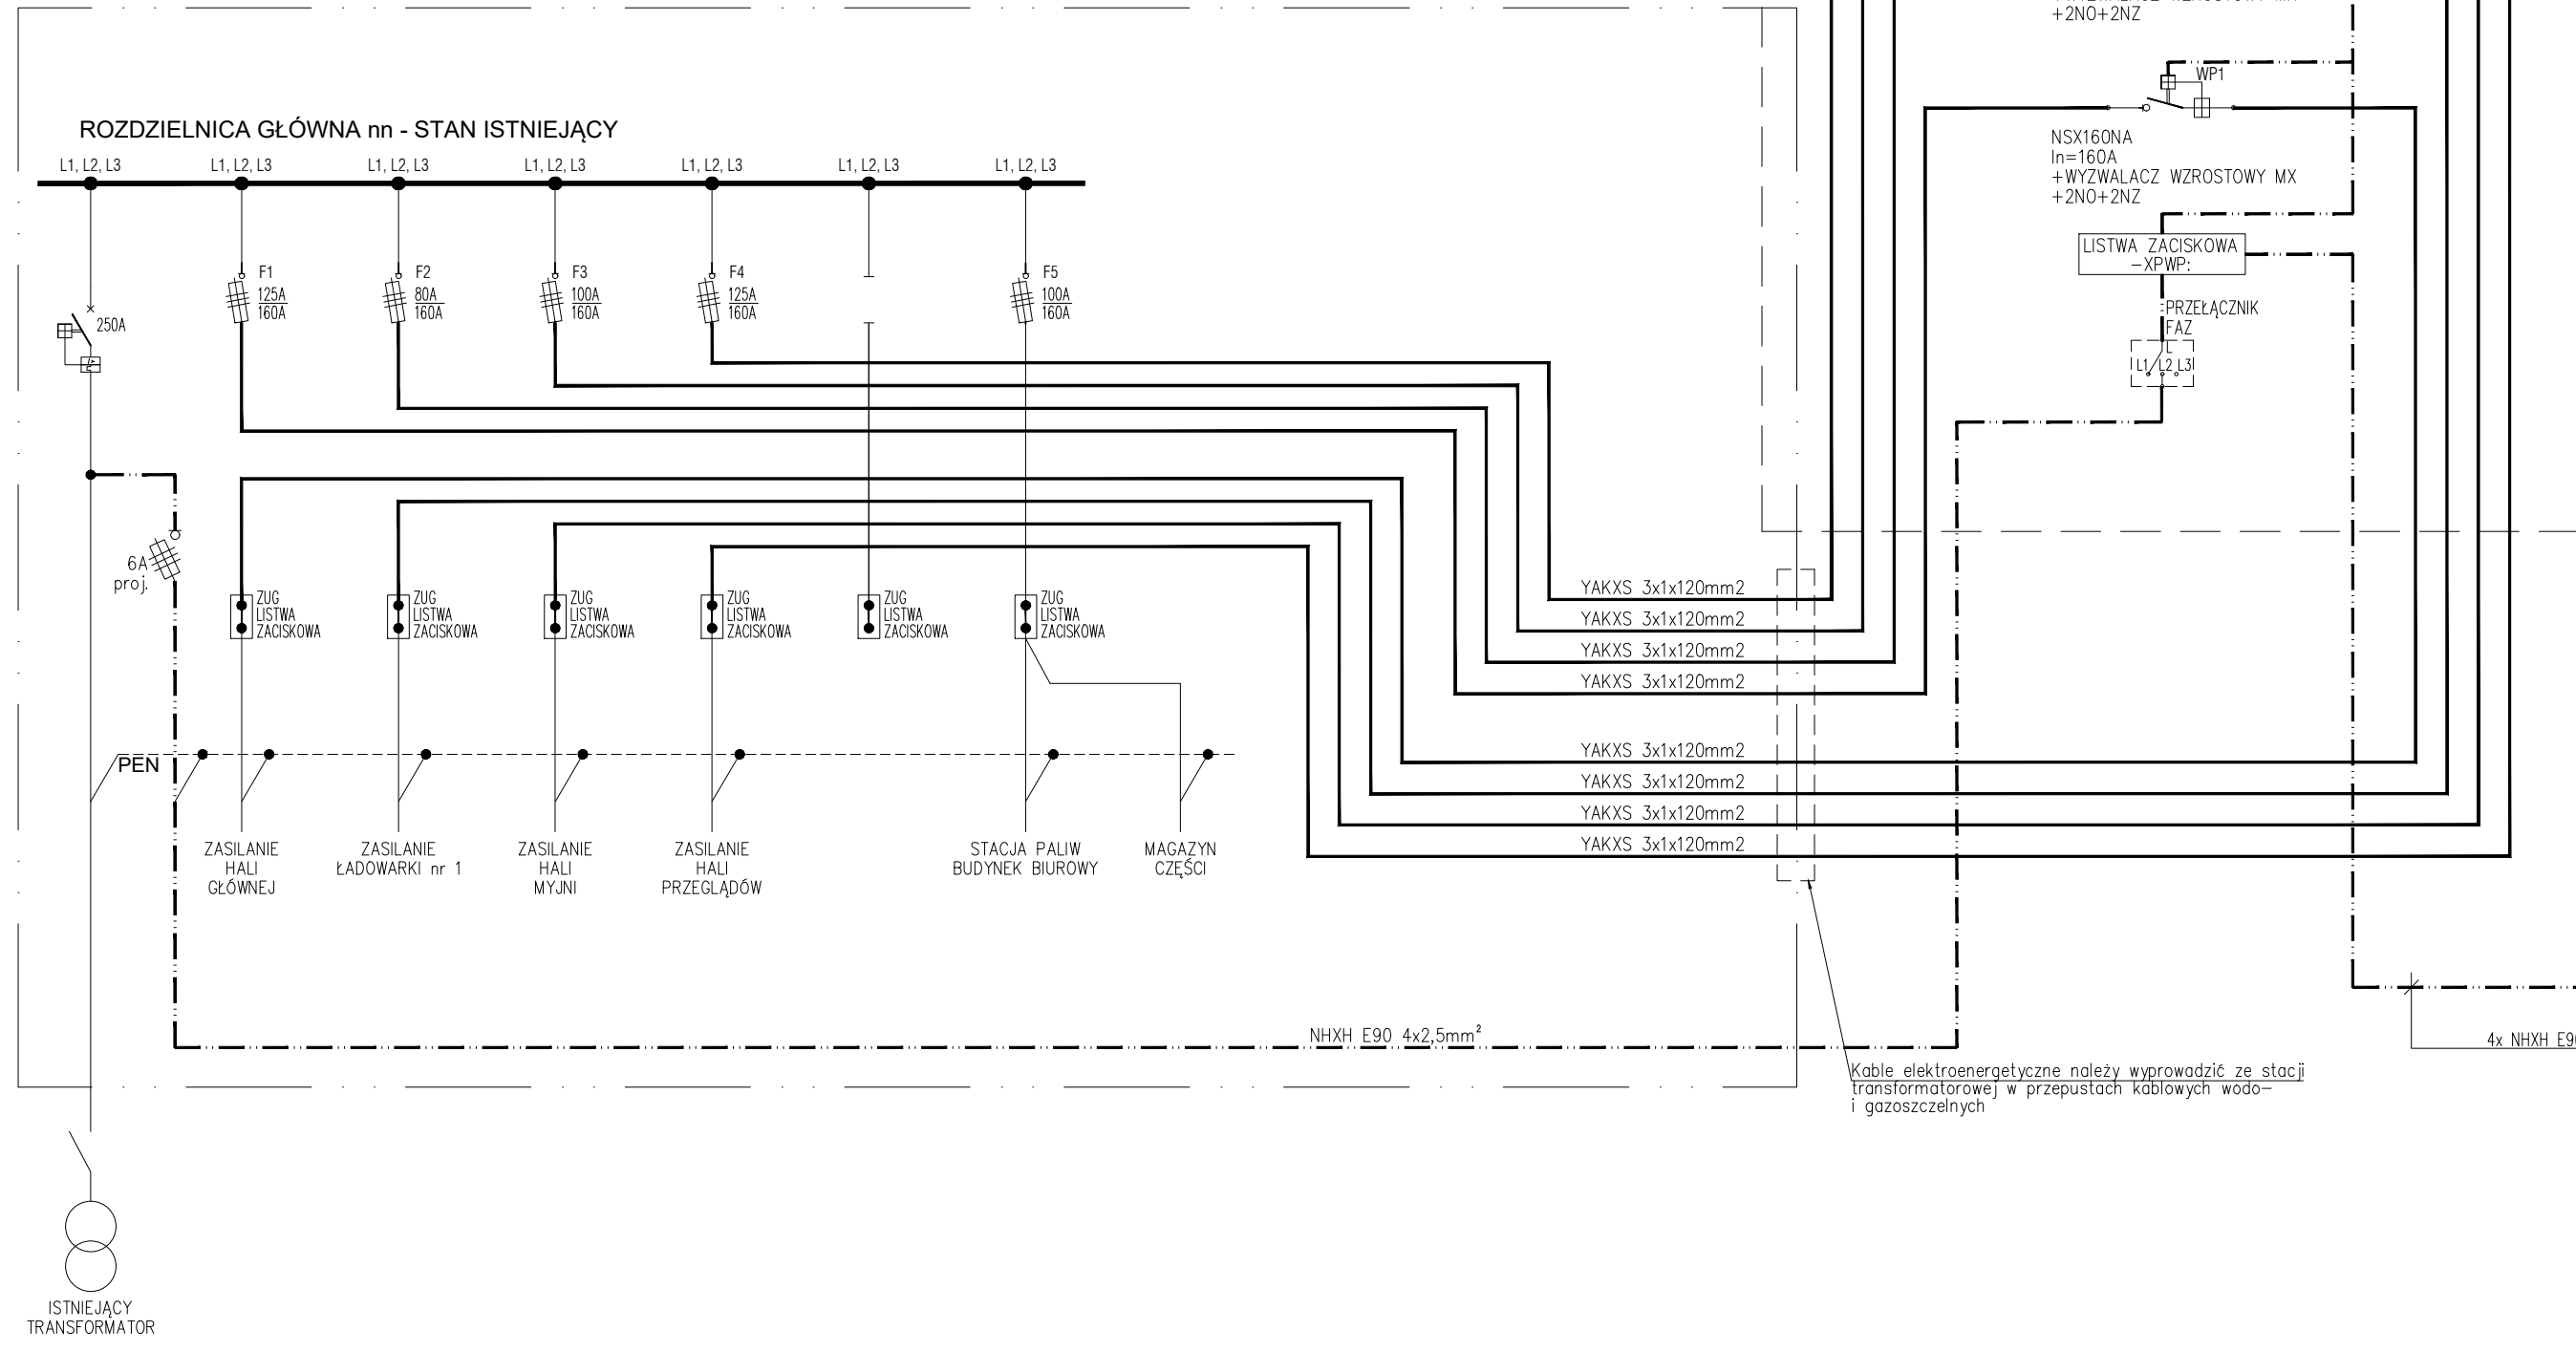 +2NO+2NZ
WP1
ROZDZIELNICA GŁÓWNA nn - STAN ISTNIEJĄCY
NSX160NA
In=160A
+WYZWALACZ WZROSTOWY MX
+2NO+2NZ
L1, L2, L3
L1, L2, L3
L1, L2, L3
L1, L2, L3
L1, L2, L3
L1, L2, L3
L1, L2, L3
LISTWA ZACISKOWA
-XPWP:
F1
125A
160A
F2
80A
160A
F3
100A
160A
F4
125A
160A
F5
100A
160A
250A
PRZEŁĄCZNIK
FAZ
L
L1 L2 L3
6A
proj.
ZUG
LISTWA
ZACISKOWA
ZUG
LISTWA
ZACISKOWA
ZUG
LISTWA
ZACISKOWA
ZUG
LISTWA
ZACISKOWA
ZUG
LISTWA
ZACISKOWA
ZUG
LISTWA
ZACISKOWA
YAKXS 3x1x120mm2
YAKXS 3x1x120mm2
YAKXS 3x1x120mm2
YAKXS 3x1x120mm2
YAKXS 3x1x120mm2
YAKXS 3x1x120mm2
YAKXS 3x1x120mm2
YAKXS 3x1x120mm2
PEN
ZASILANIE
HALI
GŁÓWNEJ
ZASILANIE
ŁADOWARKI nr 1
ZASILANIE
HALI
MYJNI
ZASILANIE
HALI
PRZEGLĄDÓW
STACJA PALIW
BUDYNEK BIUROWY
MAGAZYN
CZĘŚCI
NHXH E90 4x2,5mm²
4x NHXH E9
Kable elektroenergetyczne należy wyprowadzić ze stacji
transformatorowej w przepustach kablowych wodo-
i gazoszczelnych
ISTNIEJĄCY
TRANSFORMATOR